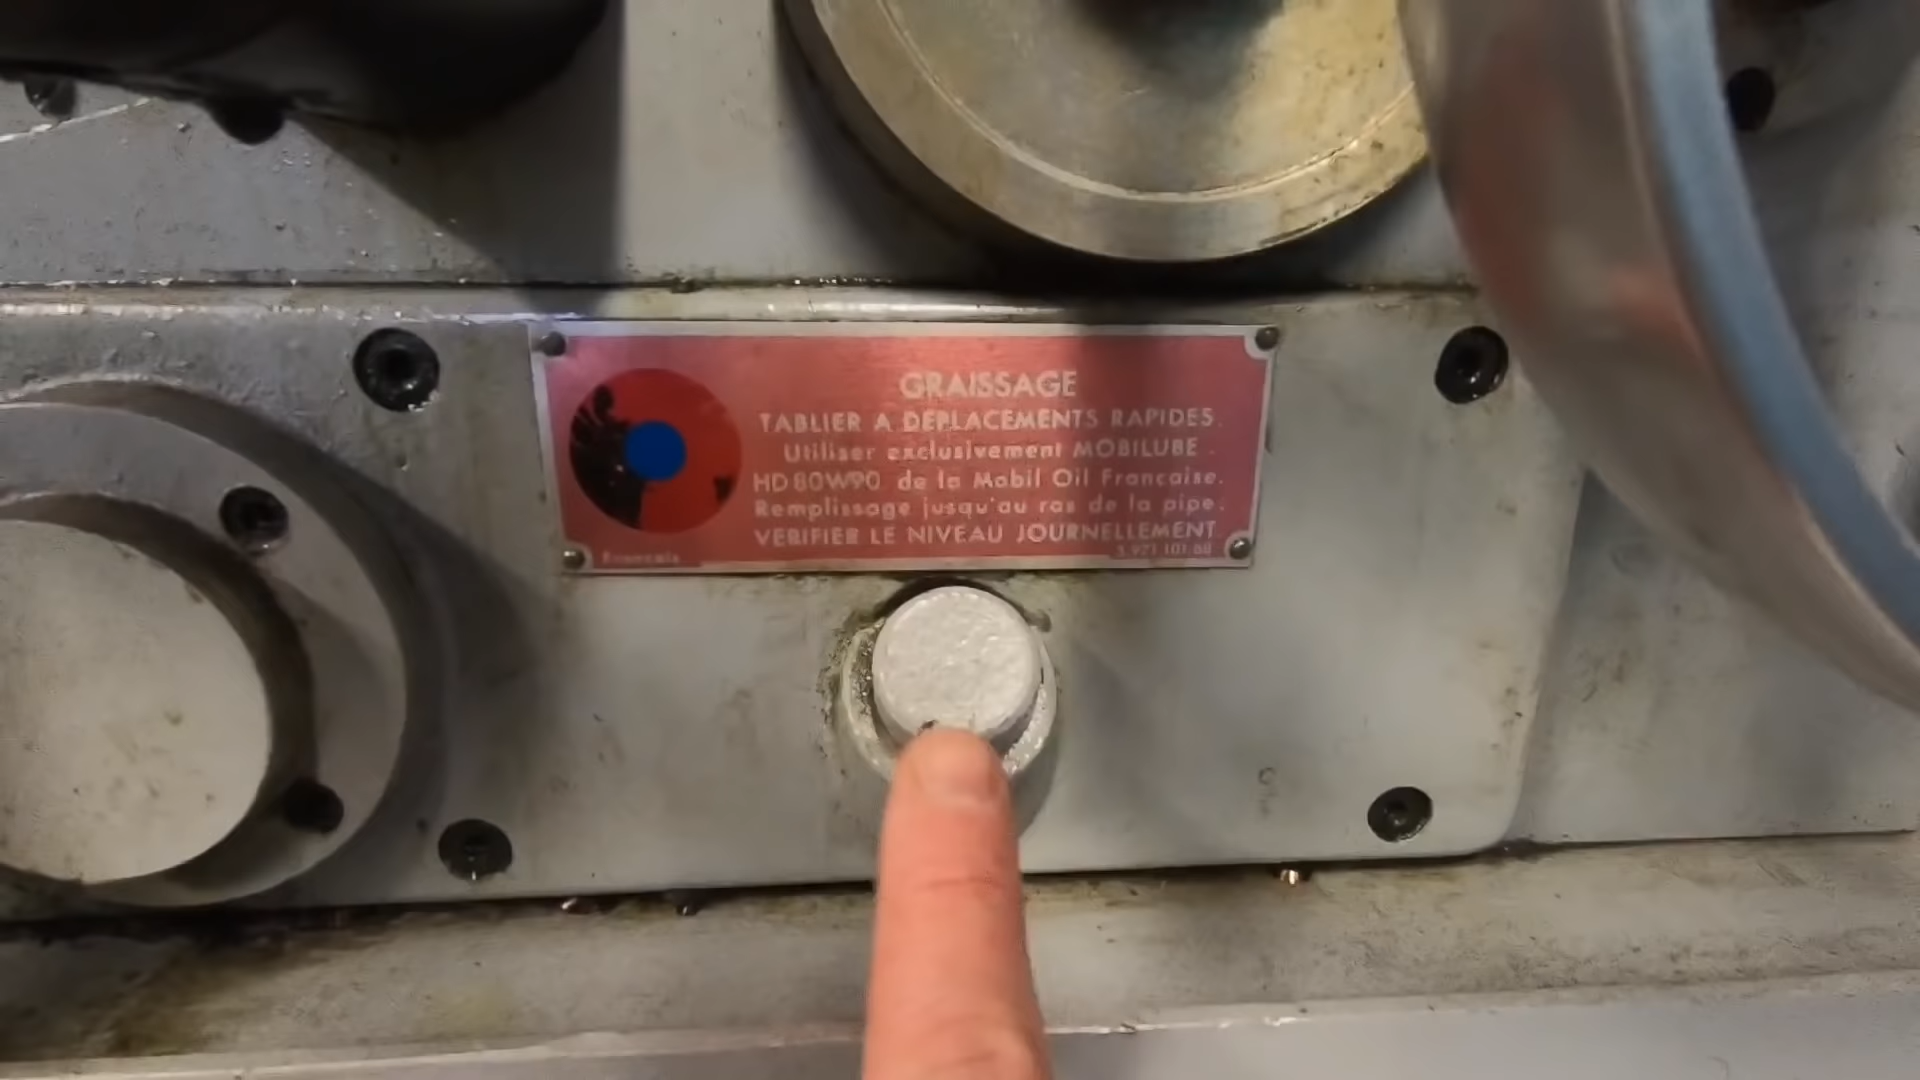 GRAISSAGE
TABLIER A DEPLACEMENTS RAPIDES.
Utiliser exclusivement MOBILUBE
HD 80W90 de la Mobil Oil Francaise.
Remplissage jusqu'au ras de la pipe.
VERIFIER LE NIVEAU JOURNELLEMENT
Francais